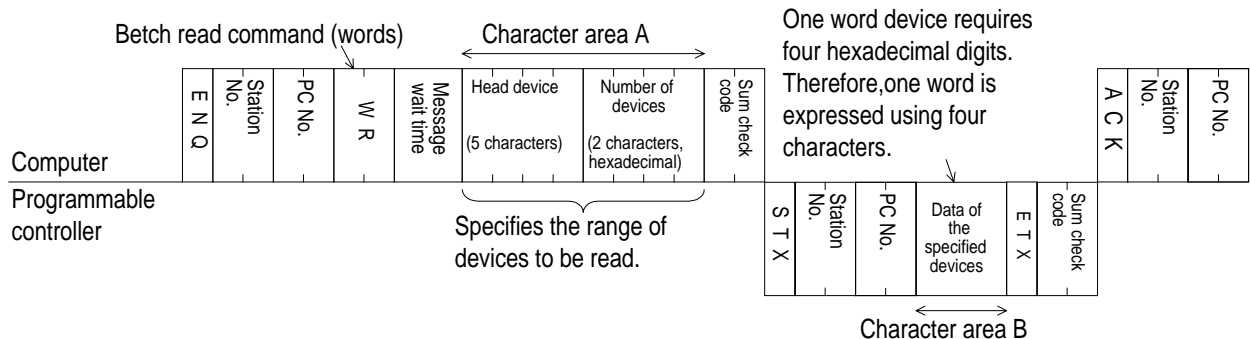 Betch read command (words)
Character area A
One word device requires
four hexadecimal digits.
Therefore,one word is
expressed using four
characters.
E N Q
Station
No.
PC No.
W R
Message
wait time
Head device
(5 characters)
Number of
devices
(2 characters,
hexadecimal)
Sum check
code
A C K
Station
No.
PC No.
Computer
Programmable
controller
Specifies the range of
devices to be read.
S T X
Station
No.
PC No.
Data of
the
specified
devices
E T X
Sum check
code
Character area B